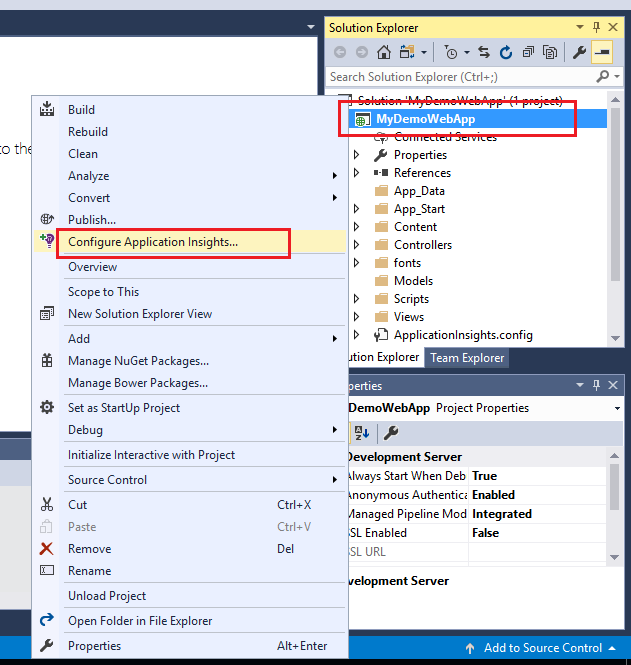 Solution Explorer
Search Solution Explorer (Ctrl+;)
Solution 'MyDemoWebApp' (1 project)
MyDemoWebApp
Connected Services
Properties
References
App_Data
App_Start
Content
Controllers
fonts
Models
Scripts
Views
ApplicationInsights.config
ution Explorer
Team Explorer
to the
Build
Rebuild
Clean
Analyze
Convert
Publish...
Configure Application Insights...
Overview
Scope to This
New Solution Explorer View
Add
Manage NuGet Packages...
Manage Bower Packages...
Set as StartUp Project
Debug
Initialize Interactive with Project
Source Control
Cut Ctrl+X
Paste Ctrl+V
Remove Del
Rename
Unload Project
Open Folder in File Explorer
Properties Alt+Enter
perties
DemoWebApp Project Properties
Development Server
Always Start When Deb True
Anonymous Authentica Enabled
Managed Pipeline Mod Integrated
SSL Enabled False
SSL URL
velopment Server
Add to Source Control